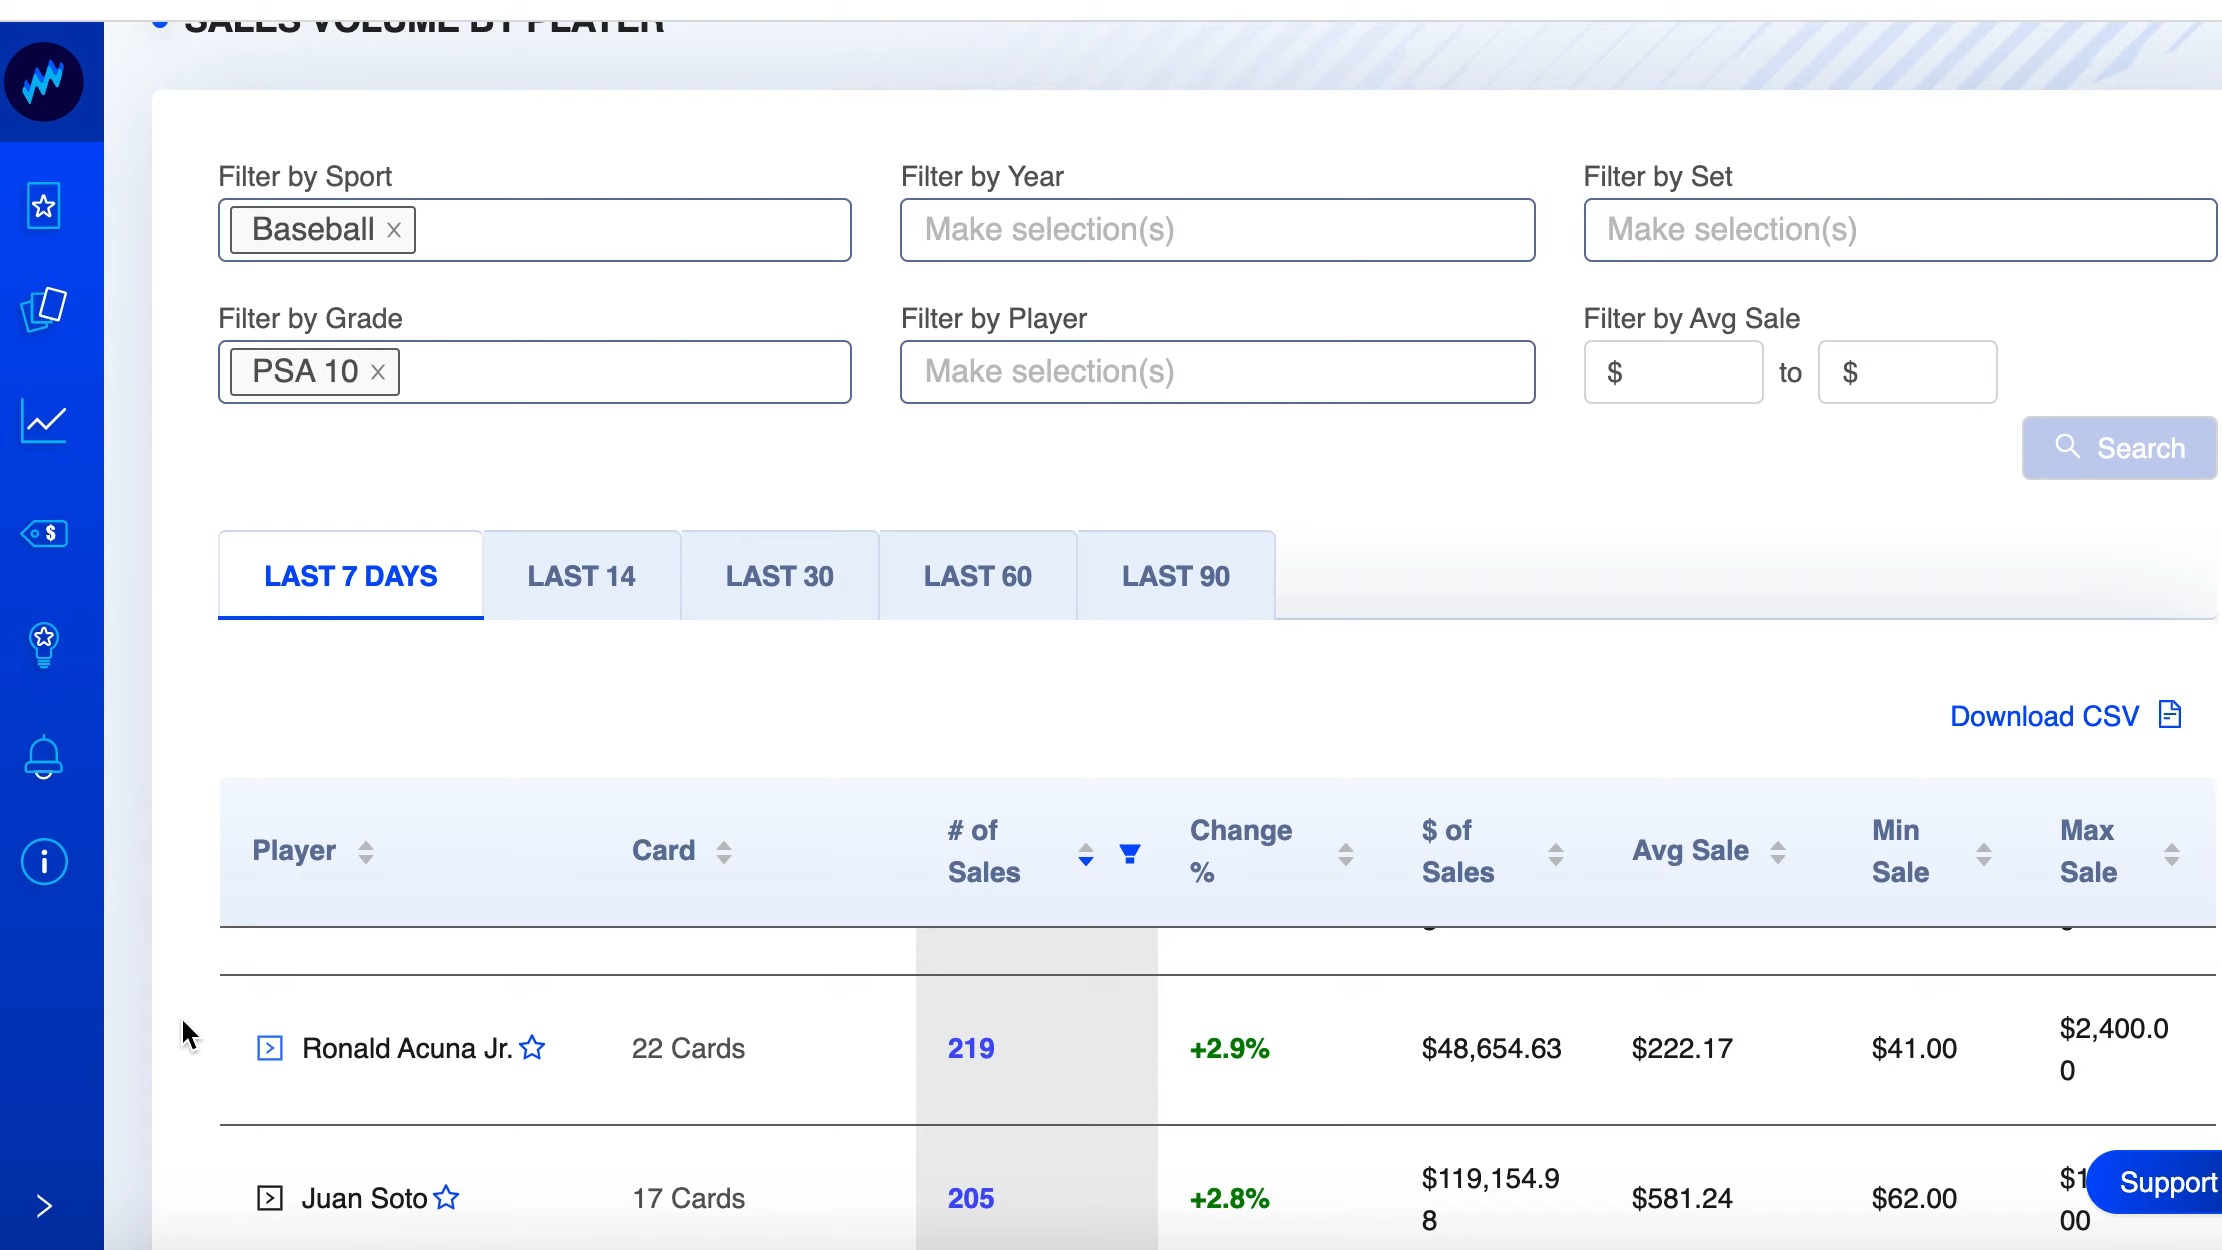 SALES VOLUME BY PLAYER
Filter by Sport
Filter by Year
Filter by Set
Baseball ×
Make selection(s)
Make selection(s)
Filter by Grade
Filter by Player
Filter by Avg Sale
PSA 10 ×
Make selection(s)
$ to $
Search
LAST 7 DAYS
LAST 14
LAST 30
LAST 60
LAST 90
Download CSV
Player
Card
# of
Sales
Change
%
$ of
Sales
Avg Sale
Min
Sale
Max
Sale
Ronald Acuna Jr.
22 Cards
219
+2.9%
$48,654.63
$222.17
$41.00
$2,400.0
0
Juan Soto
17 Cards
205
+2.8%
$119,154.9
8
$581.24
$62.00
00
Support